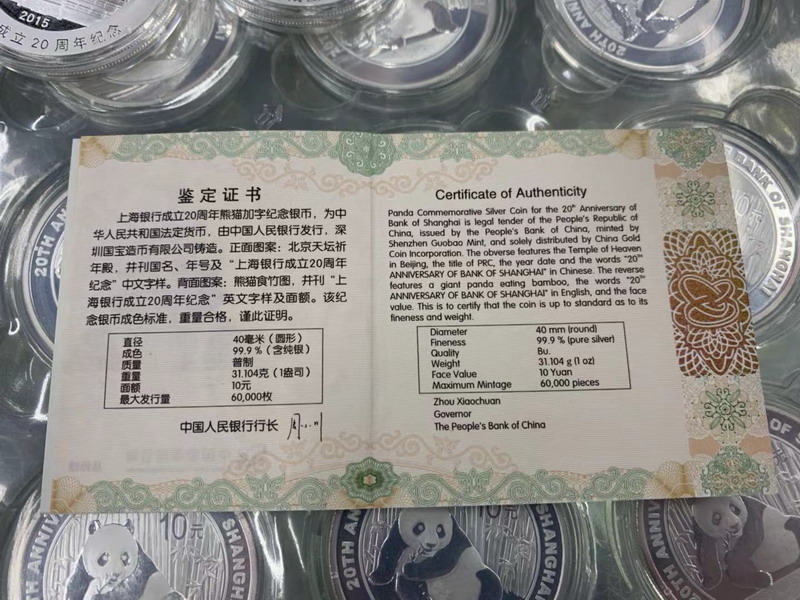 2015
成立20周年纪念
20TH ANN
20TH ANN
BANK OF SHANGHAI
鉴定证书
上海银行成立20周年熊猫加字纪念银币，为中
华人民共和国法定货币，由中国人民银行发行，深
圳国宝造币有限公司铸造。正面图案：北京天坛祈
年殿，并刊国名、年号及“上海银行成立20周年
纪念”中文字样。背面图案：熊猫食竹图，并刊“上
海银行成立20周年纪念”英文字样及面额。该纪
念银币成色标准，重量合格，谨此证明。
直径 40毫米（圆形）
成色 99.9％（含纯银）
质量 普制
重量 31.104克（1盎司）
面额 10元
最大发行量 60,000枚
中国人民银行行长
Certificate of Authenticity
Panda Commemorative Silver Coin for the 20th Anniversary of
Bank of Shanghai is legal tender of the People's Republic of
China, issued by the People's Bank of China, minted by
Shenzhen Guobao Mint, and solely distributed by China Gold
Coin Incorporation. The obverse features the Temple of Heaven
in Beijing, the title of PRC, the year date and the words "20TH
ANNIVERSARY OF BANK OF SHANGHAI" in Chinese. The reverse
features a giant panda eating bamboo, the words "20TH
ANNIVERSARY OF BANK OF SHANGHAI" in English, and the face
value. This is to certify that the coin is up to standard as to its
fineness and weight.
Diameter 40 mm (round)
Fineness 99.9 % (pure silver)
Quality Bu.
Weight 31.104 g (1 oz)
Face Value 10 Yuan
Maximum Mintage 60,000 pieces
Zhou Xiaochuan
Governor
The People's Bank of China
20TH ANNIV
10元
SHANGHAI
20TH ANNI
10元
SHANGHAI
20TH ANNIVER
OF SHANGHAI